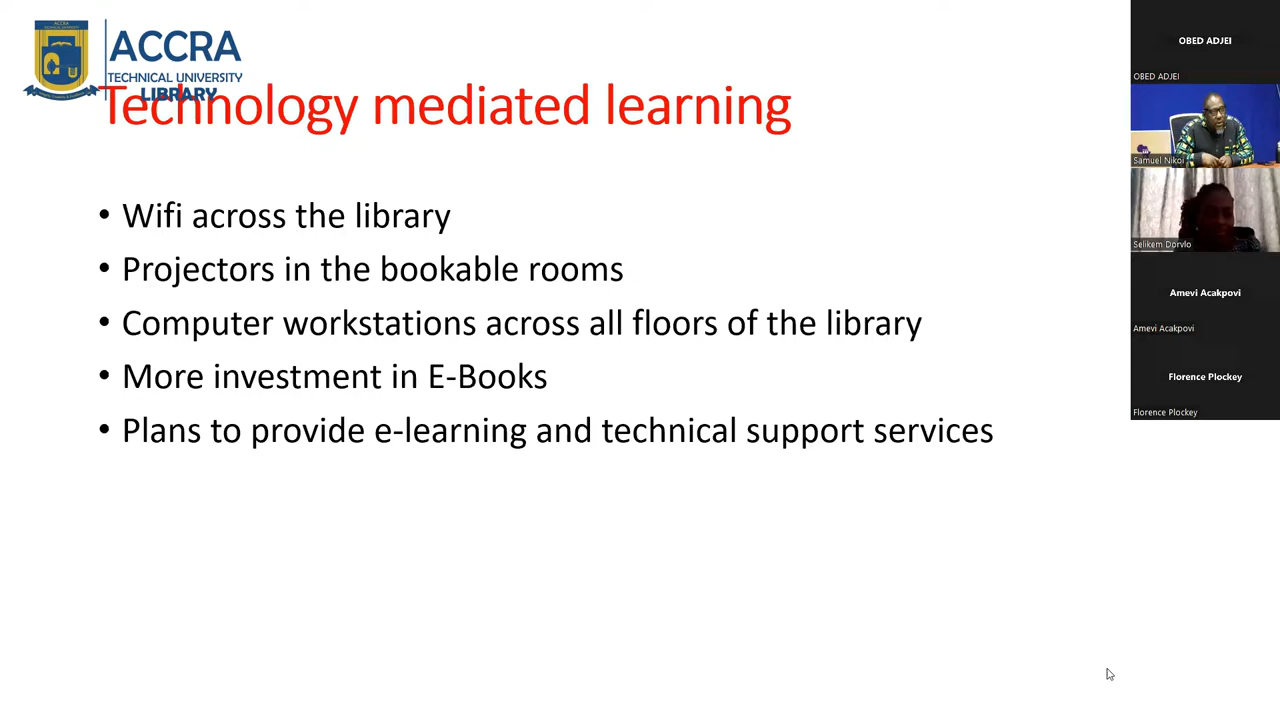 ACCRA
TECHNICAL UNIVERSITY
LIBRARY
Technology mediated learning
• Wifi across the library
• Projectors in the bookable rooms
• Computer workstations across all floors of the library
• More investment in E-Books
• Plans to provide e-learning and technical support services
OBED ADJEI
OBED ADJEI
Samuel Nikoi
Selikem Dorvlo
Amevi Acakpovi
Amevi Acakpovi
Florence Plockey
Florence Plockey